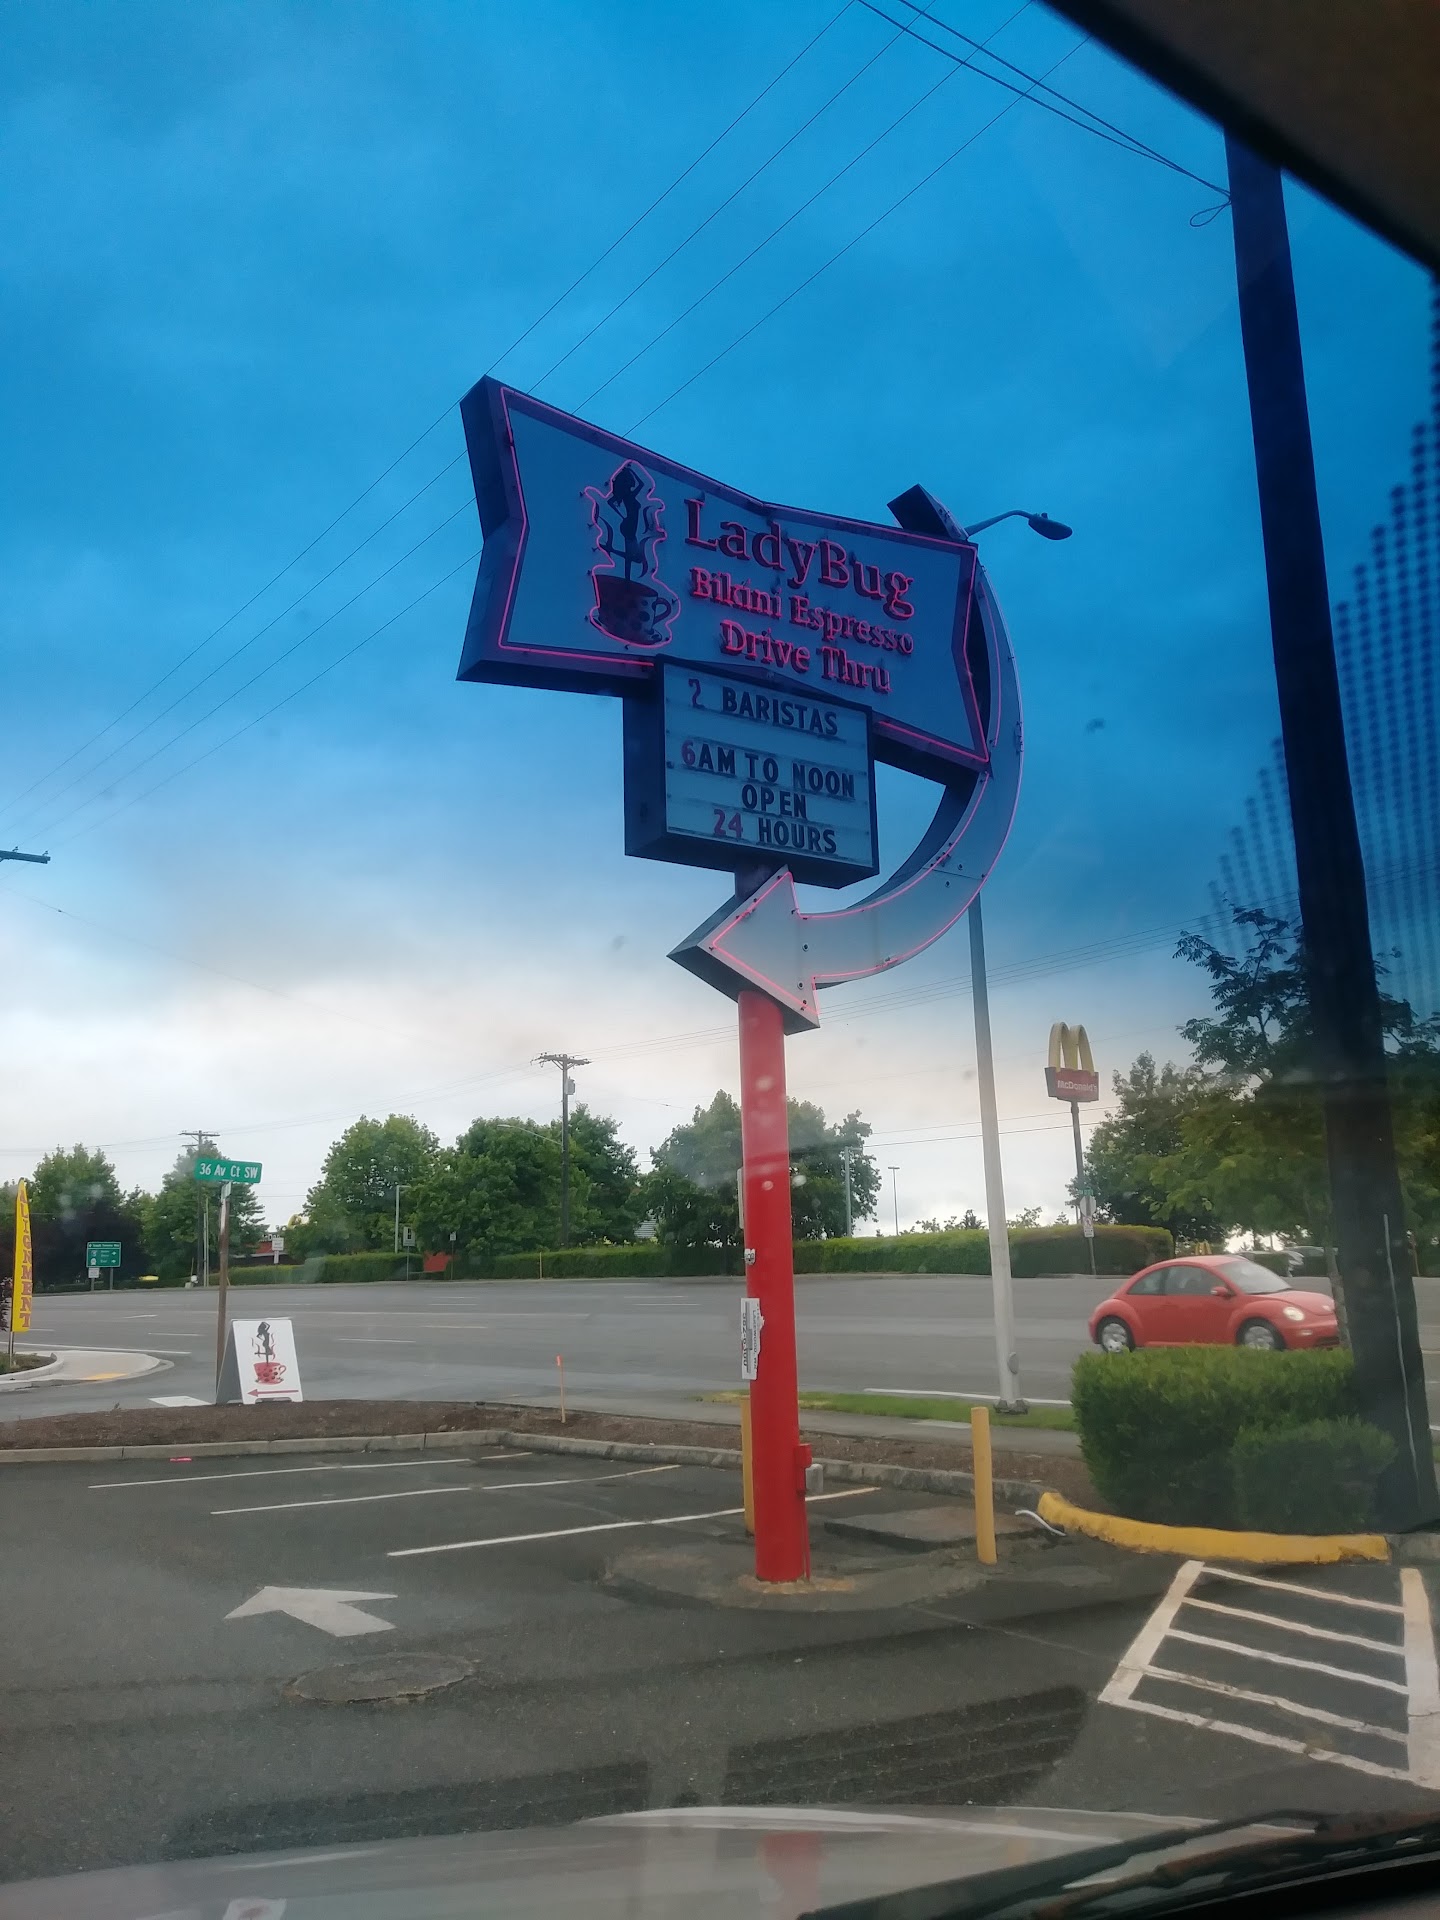 LadyBug
Bikini Espresso
Drive Thru
2 BARISTAS
6AM TO NOON
OPEN
24 HOURS
McDonald's
36 Av Ct SW